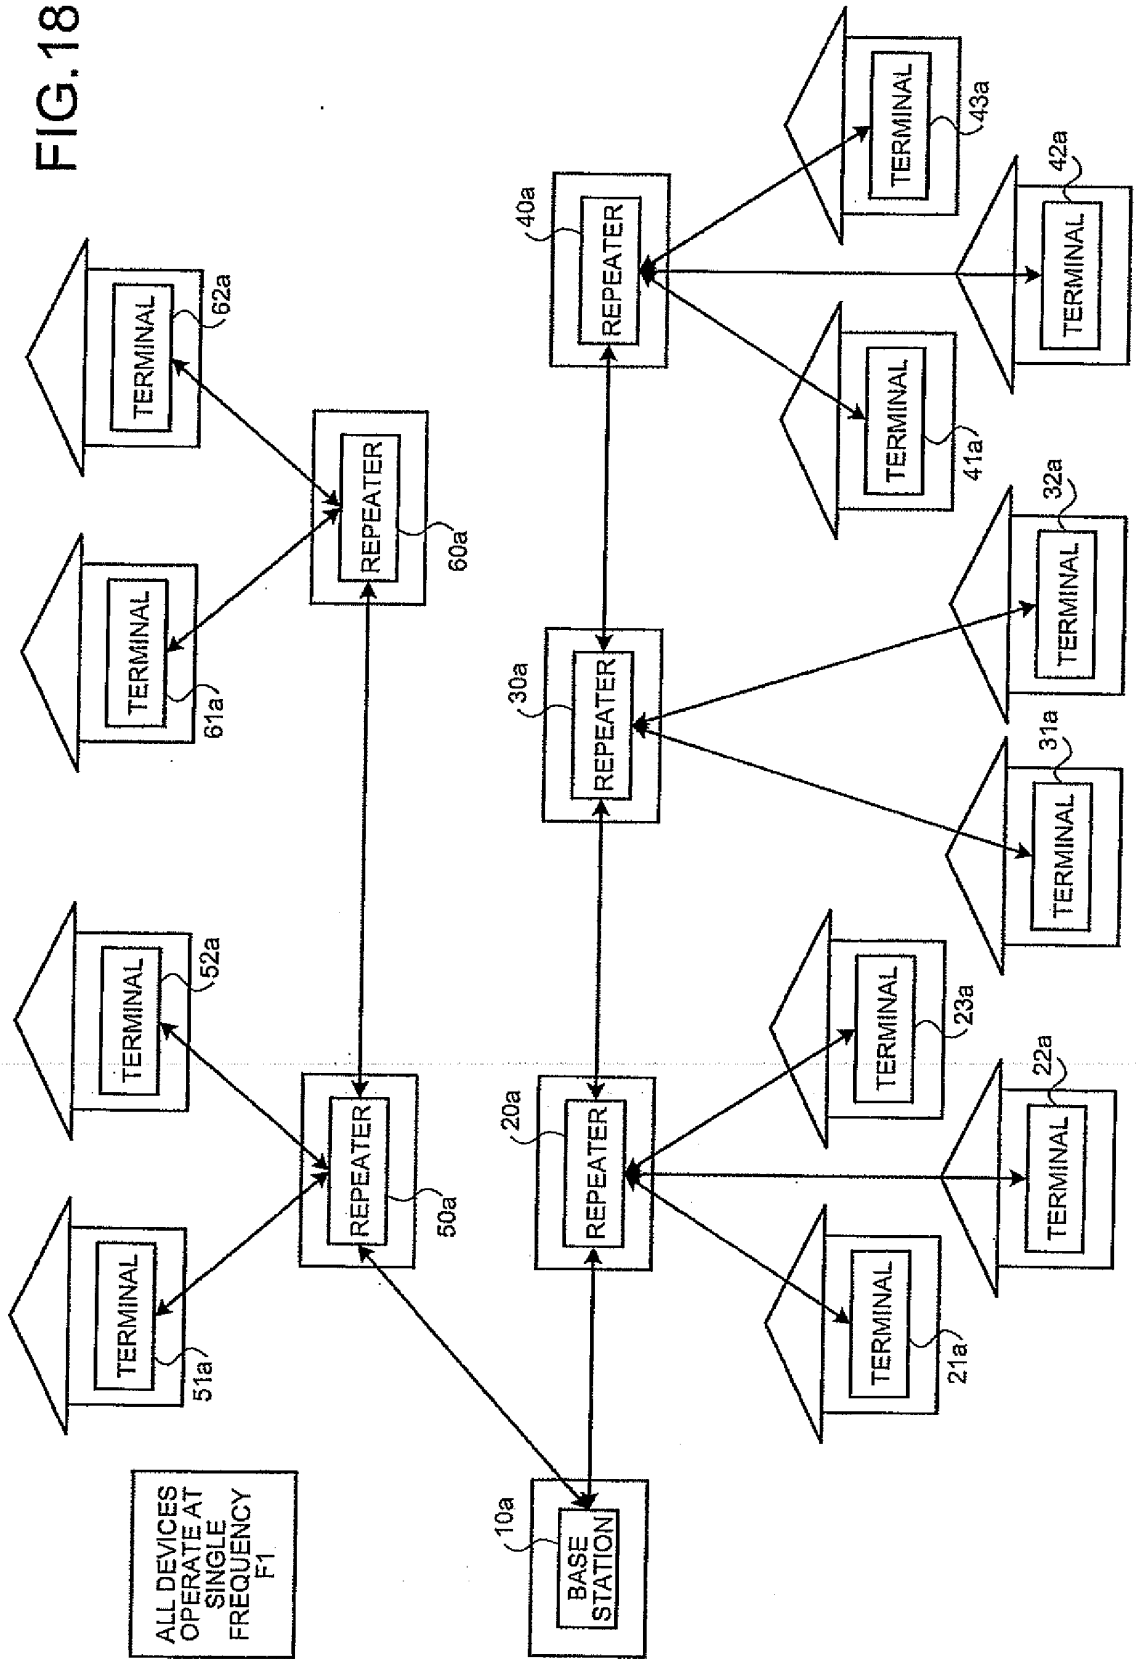 FIG.18
ALL DEVICES
OPERATE AT
SINGLE
FREQUENCY
F1
TERMINAL
51a
TERMINAL
52a
TERMINAL
61a
TERMINAL
62a
REPEATER
50a
REPEATER
60a
10a
BASE
STATION
20a
REPEATER
30a
REPEATER
40a
REPEATER
TERMINAL
21a
22a
TERMINAL
TERMINAL
23a
31a
TERMINAL
32a
TERMINAL
TERMINAL
41a
42a
TERMINAL
TERMINAL
43a